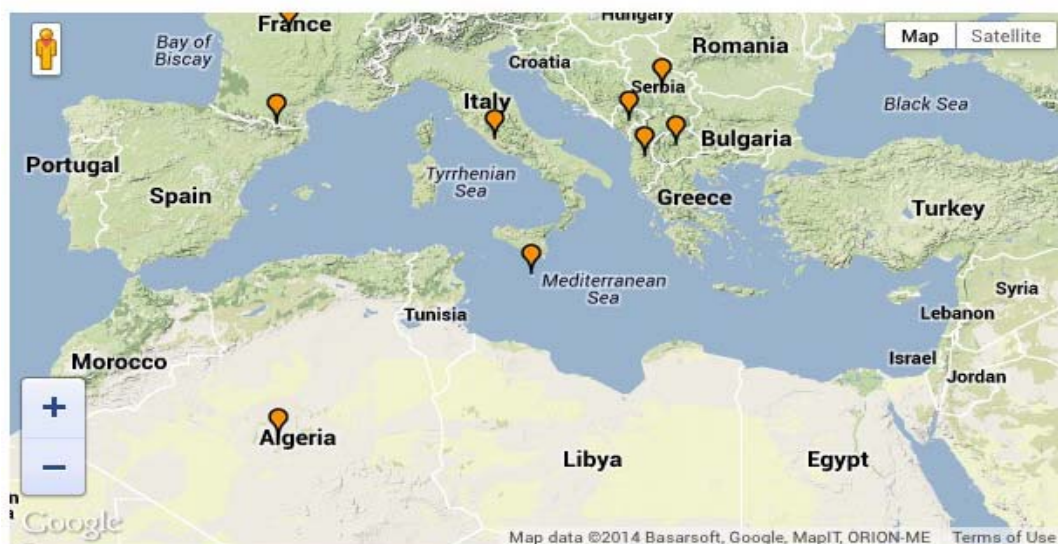 Hungary
France
Map
Satellite
Bay of
Biscay
Romania
Croatia
Serbia
Italy
Black Sea
Bulgaria
Portugal
Tyrrhenian
Sea
Spain
Greece
Turkey
Mediterranean
Sea
Syria
Tunisia
Lebanon
Morocco
Israel
Jordan
+
Algeria
Libya
Egypt
−
n
a
Google
Map data ©2014 Basarsoft, Google, MapIT, ORION-ME
Terms of Use